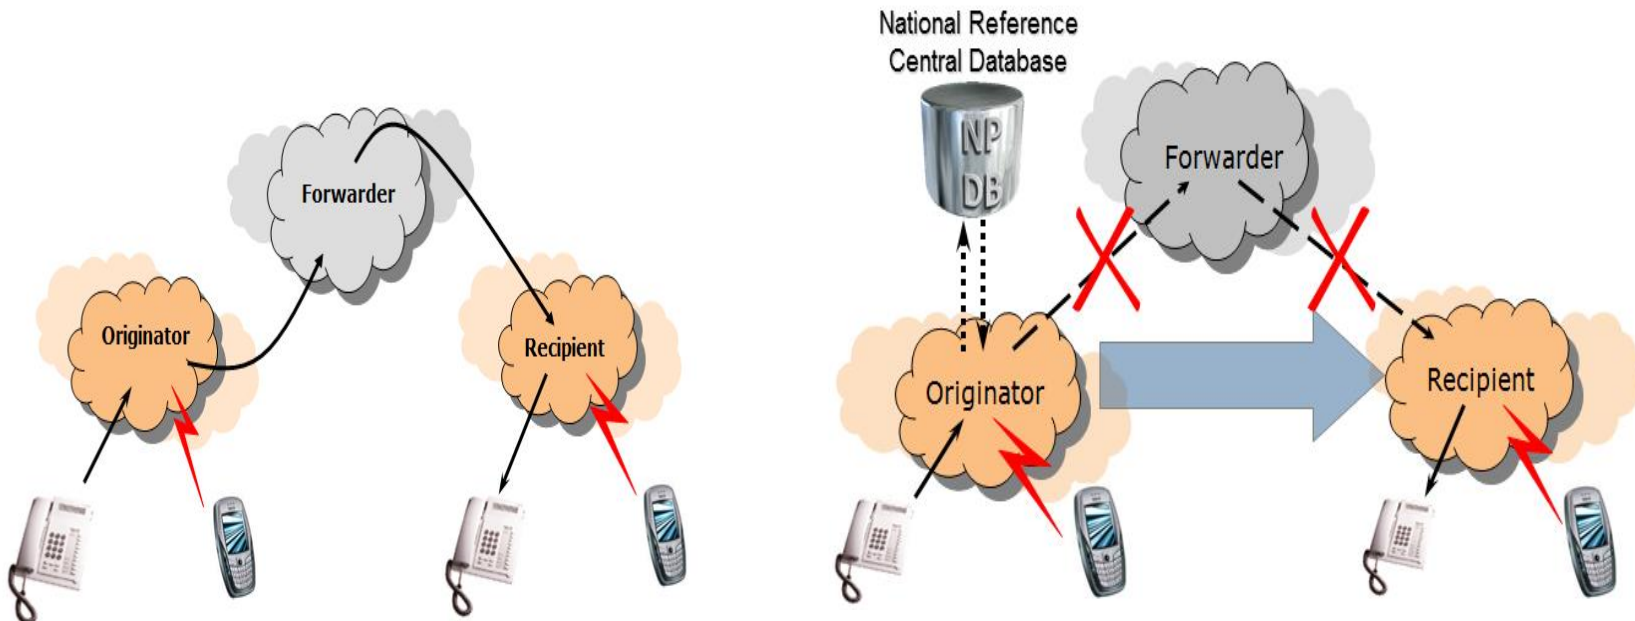 Forwarder
Originator
Recipient
National Reference
Central Database
NP
DB
Forwarder
Originator
Recipient